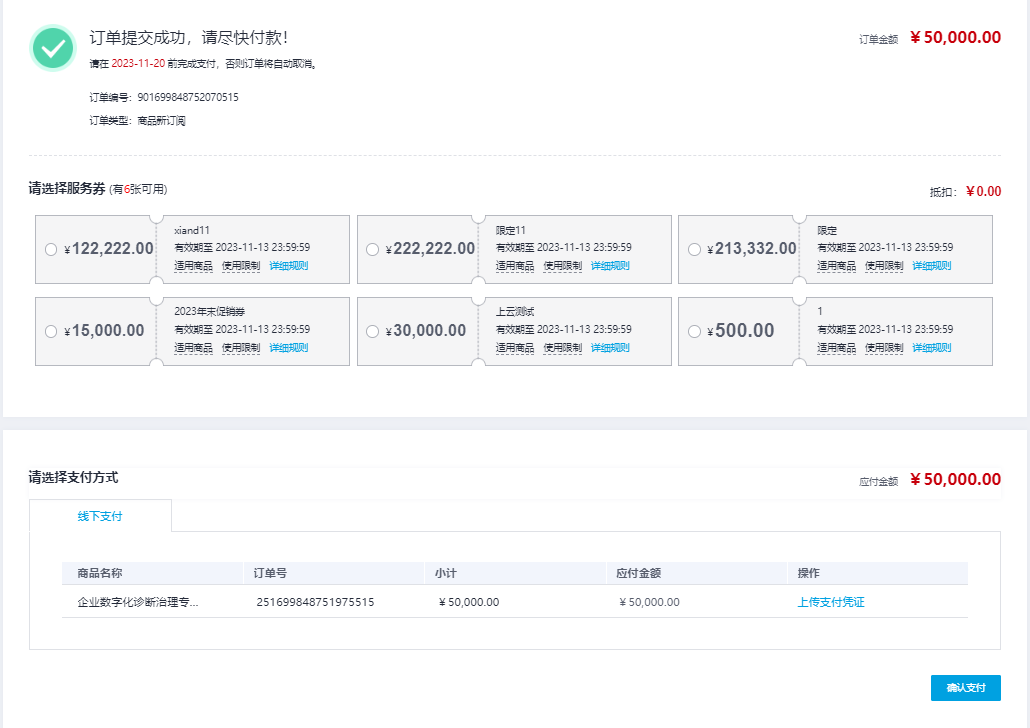 订单提交成功，请尽快付款！
订单金额 ¥50,000.00
请在 2023-11-20 前完成支付，否则订单将自动取消。
订单编号：901699848752070515
订单类型：商品新订阅
请选择服务券 (有6张可用)
抵扣：¥0.00
¥122,222.00
xiand11
有效期至 2023-11-13 23:59:59
适用商品 使用限制 详细规则
¥222,222.00
限定11
有效期至 2023-11-13 23:59:59
适用商品 使用限制 详细规则
¥213,332.00
限定
有效期至 2023-11-13 23:59:59
适用商品 使用限制 详细规则
¥15,000.00
2023年末促销券
有效期至 2023-11-13 23:59:59
适用商品 使用限制 详细规则
¥30,000.00
上云测试
有效期至 2023-11-13 23:59:59
适用商品 使用限制 详细规则
¥500.00
1
有效期至 2023-11-13 23:59:59
适用商品 使用限制 详细规则
请选择支付方式
应付金额 ¥50,000.00
线下支付
商品名称 订单号 小计 应付金额 操作
企业数字化诊断治理专... 251699848751975515 ¥50,000.00 ¥50,000.00 上传支付凭证
确认支付